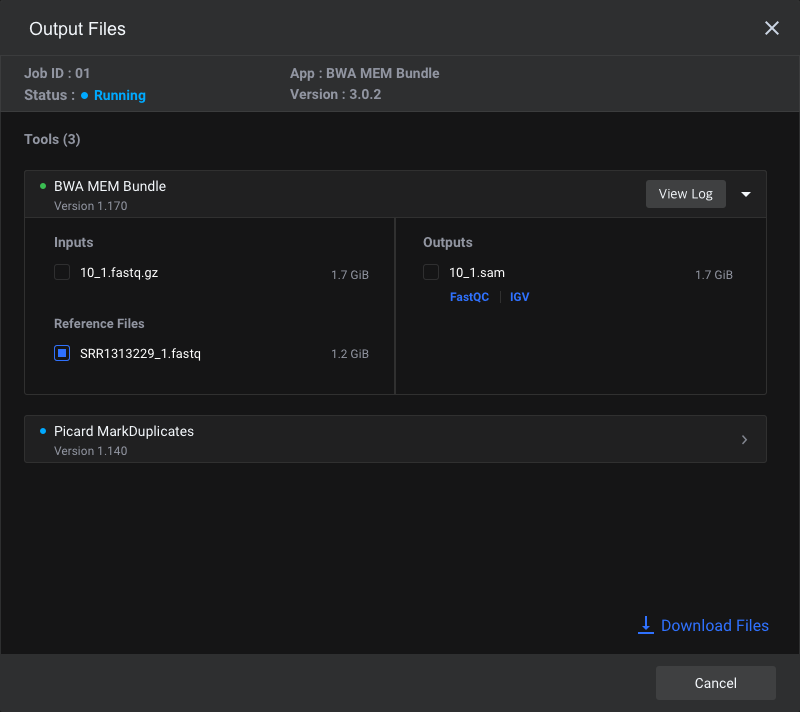 Output Files
Job ID : 01
App : BWA MEM Bundle
Status : Running
Version : 3.0.2
Tools (3)
BWA MEM Bundle
Version 1.170
View Log
Inputs
10_1.fastq.gz 1.7 GiB
Reference Files
SRR1313229_1.fastq 1.2 GiB
Outputs
10_1.sam 1.7 GiB
FastQC | IGV
Picard MarkDuplicates
Version 1.140
Download Files
Cancel